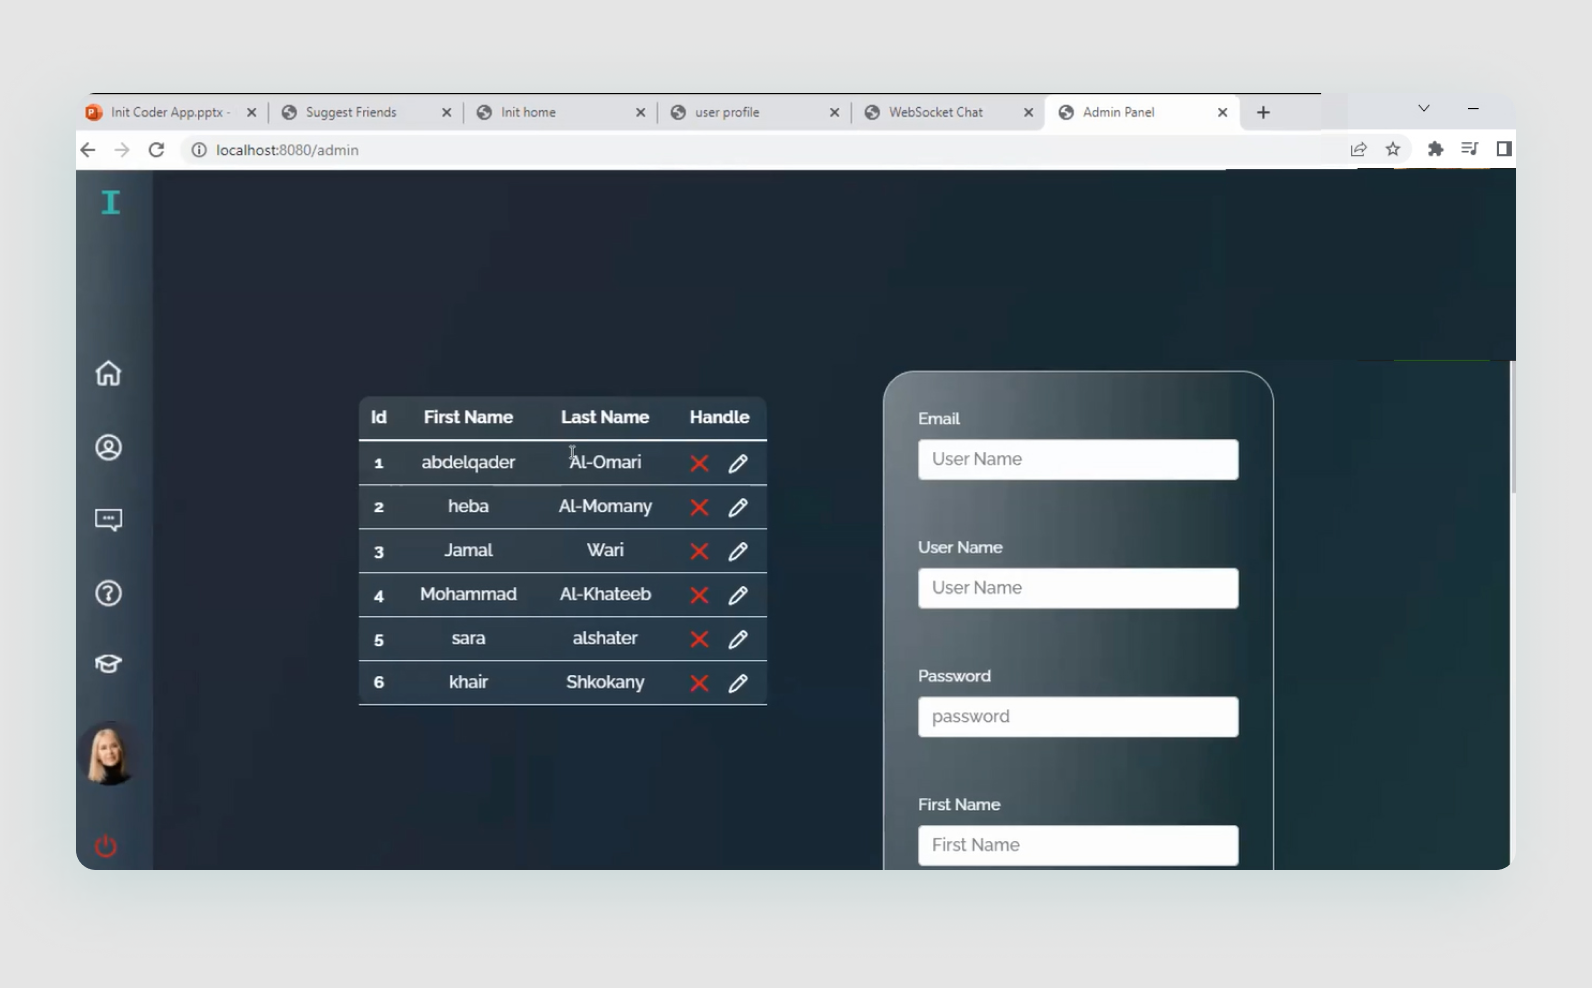 Init Coder App.pptx -
Suggest Friends
Init home
user profile
WebSocket Chat
Admin Panel
localhost:8080/admin
I
Id First Name Last Name Handle
1 abdelqader Al-Omari
2 heba Al-Momany
3 Jamal Wari
4 Mohammad Al-Khateeb
5 sara alshater
6 khair Shkokany
Email
User Name
User Name
User Name
Password
password
First Name
First Name